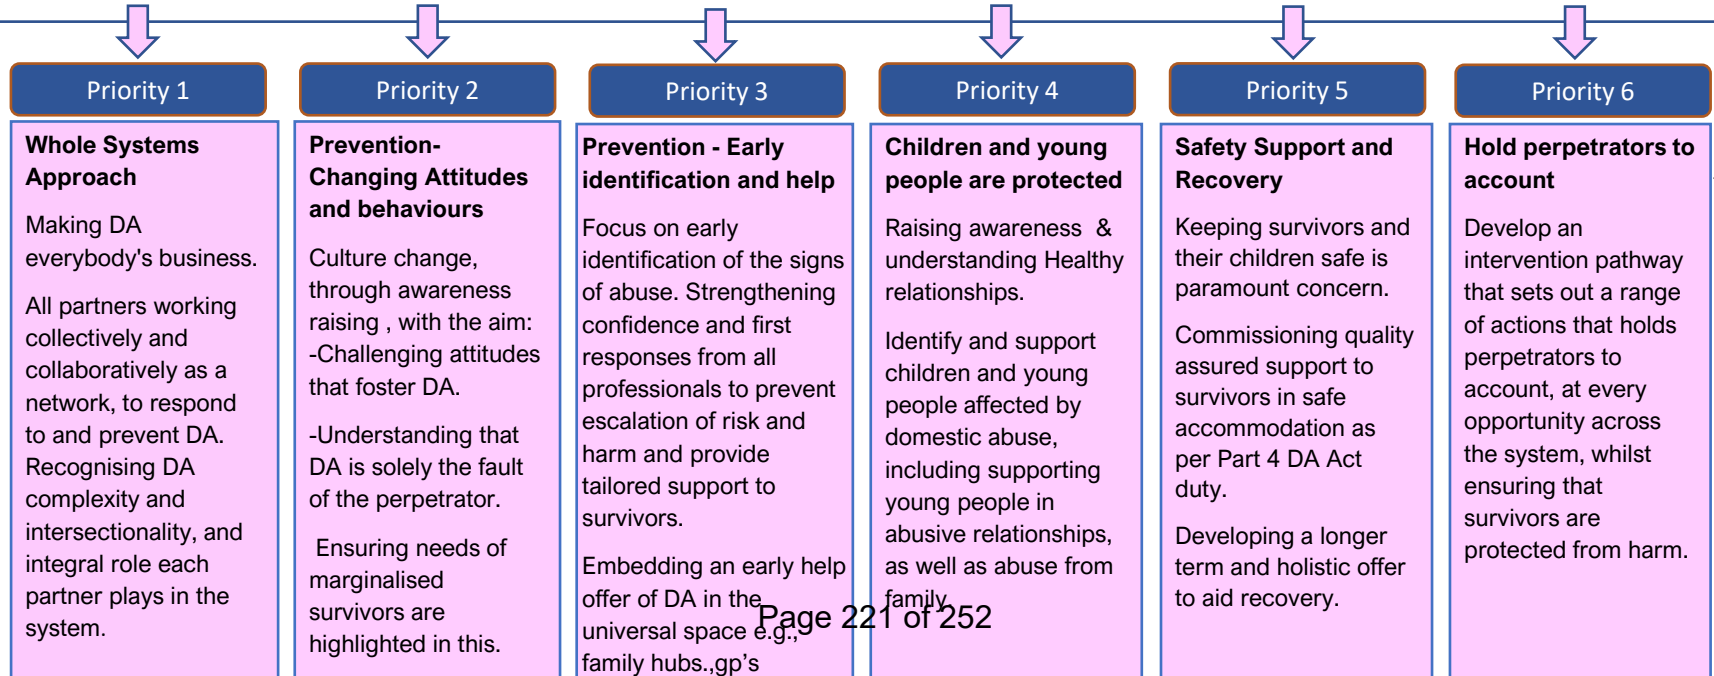 Priority 1
Whole Systems
Approach
Making DA
everybody's business.
All partners working
collectively and
collaboratively as a
network, to respond
to and prevent DA.
Recognising DA
complexity and
intersectionality, and
integral role each
partner plays in the
system.
Priority 2
Prevention-
Changing Attitudes
and behaviours
Culture change,
through awareness
raising , with the aim:
-Challenging attitudes
that foster DA.
-Understanding that
DA is solely the fault
of the perpetrator.
Ensuring needs of
marginalised
survivors are
highlighted in this.
Priority 3
Prevention - Early
identification and help
Focus on early
identification of the signs
of abuse. Strengthening
confidence and first
responses from all
professionals to prevent
escalation of risk and
harm and provide
tailored support to
survivors.
Embedding an early help
offer of DA in the
universal space e.g.,
family hubs.,gp's
Priority 4
Children and young
people are protected
Raising awareness &
understanding Healthy
relationships.
Identify and support
children and young
people affected by
domestic abuse,
including supporting
young people in
abusive relationships,
as well as abuse from
family.
Priority 5
Safety Support and
Recovery
Keeping survivors and
their children safe is
paramount concern.
Commissioning quality
assured support to
survivors in safe
accommodation as
per Part 4 DA Act
duty.
Developing a longer
term and holistic offer
to aid recovery.
Priority 6
Hold perpetrators to
account
Develop an
intervention pathway
that sets out a range
of actions that holds
perpetrators to
account, at every
opportunity across
the system, whilst
ensuring that
survivors are
protected from harm.
Page 221 of 252